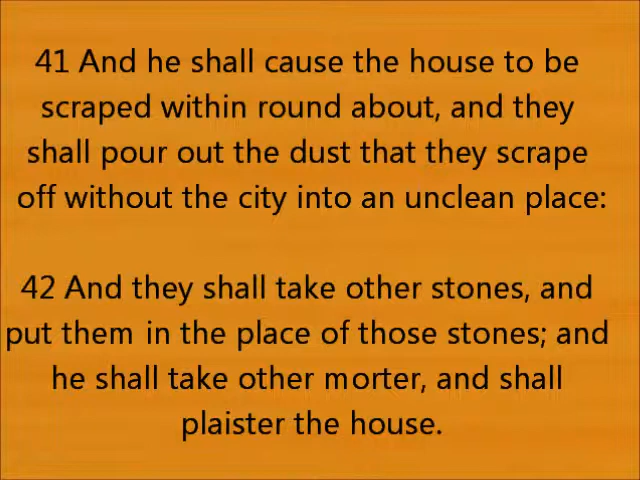 41 And he shall cause the house to be
scraped within round about, and they
shall pour out the dust that they scrape
off without the city into an unclean place:
42 And they shall take other stones, and
put them in the place of those stones; and
he shall take other morter, and shall
plaister the house.